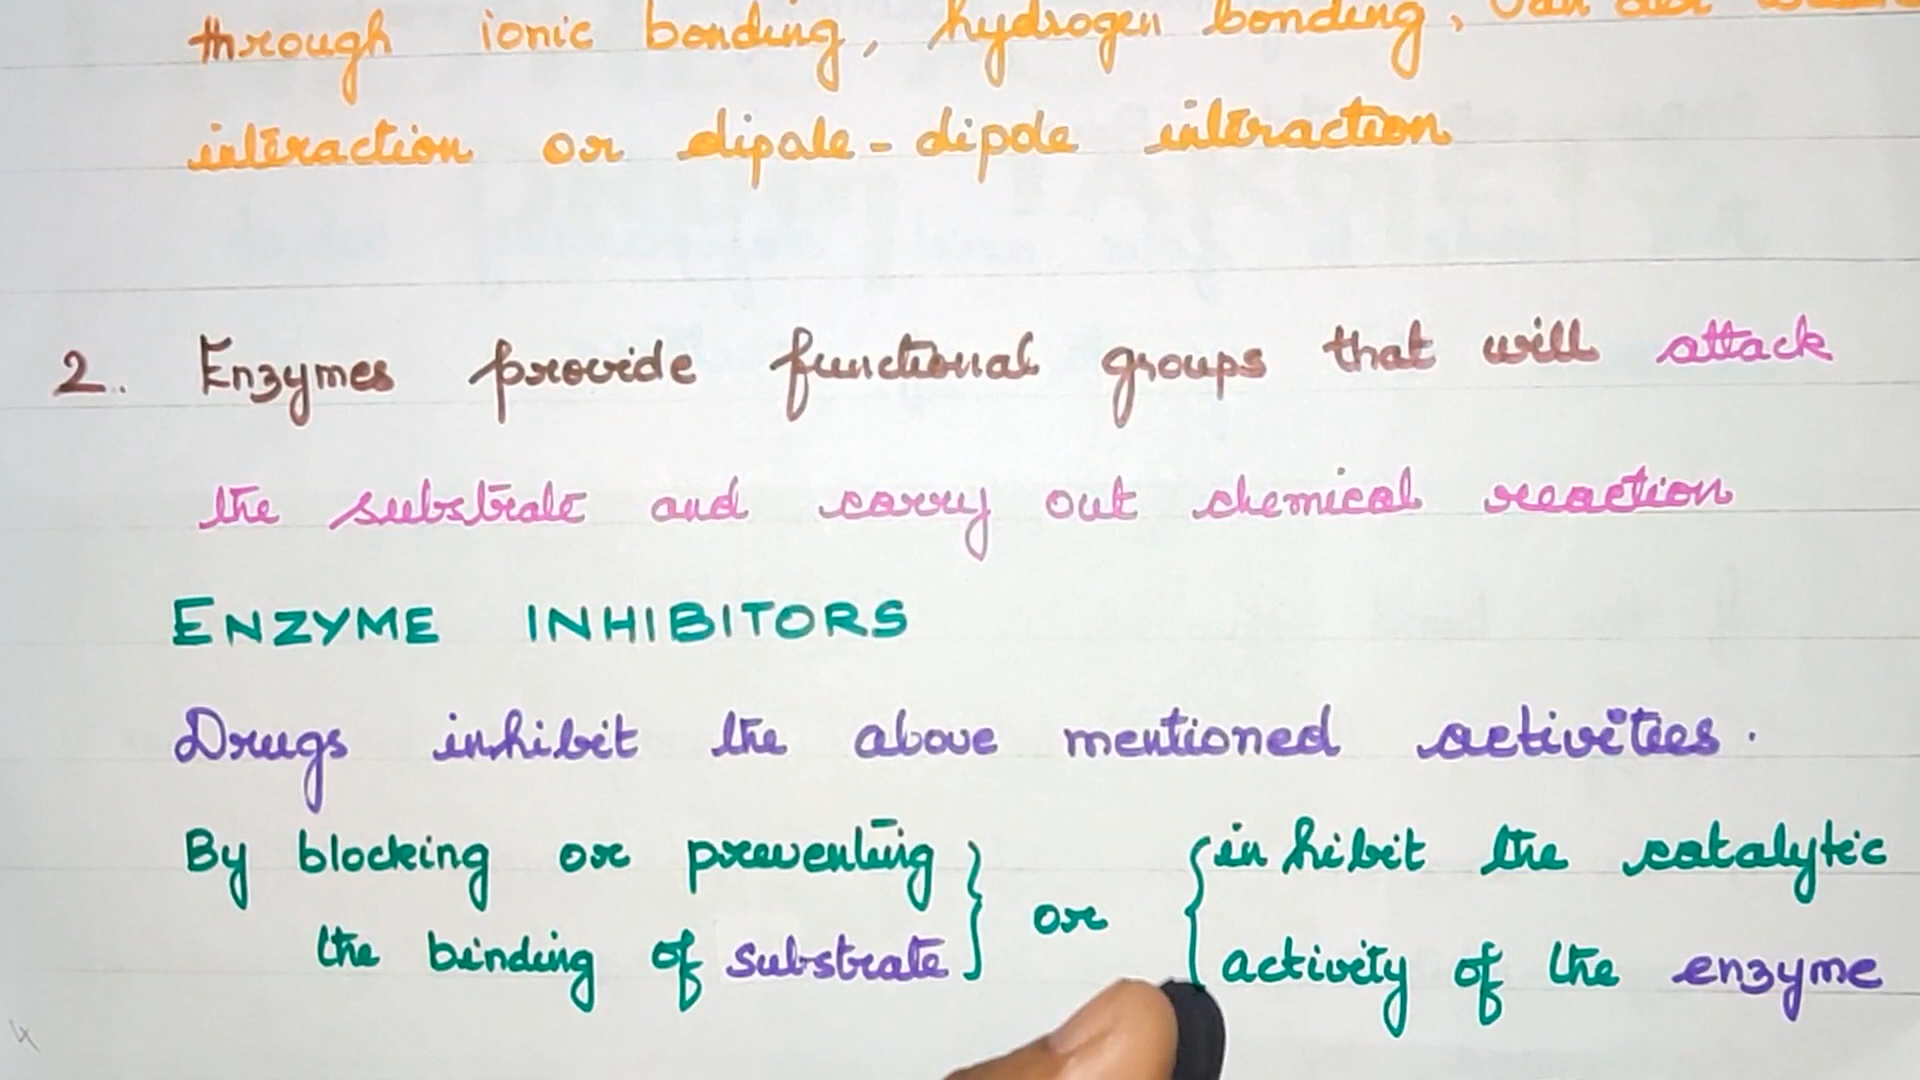 through ionic bonding, hydrogen bonding,
interaction or dipole-dipole interaction
2. Enzymes provide functional groups that will attack
the substrate and carry out chemical reaction
ENZYME INHIBITORS
Drugs inhibit the above mentioned activities.
By blocking or preventing } or { inhibit the catalytic
the binding of substrate } { activity of the enzyme